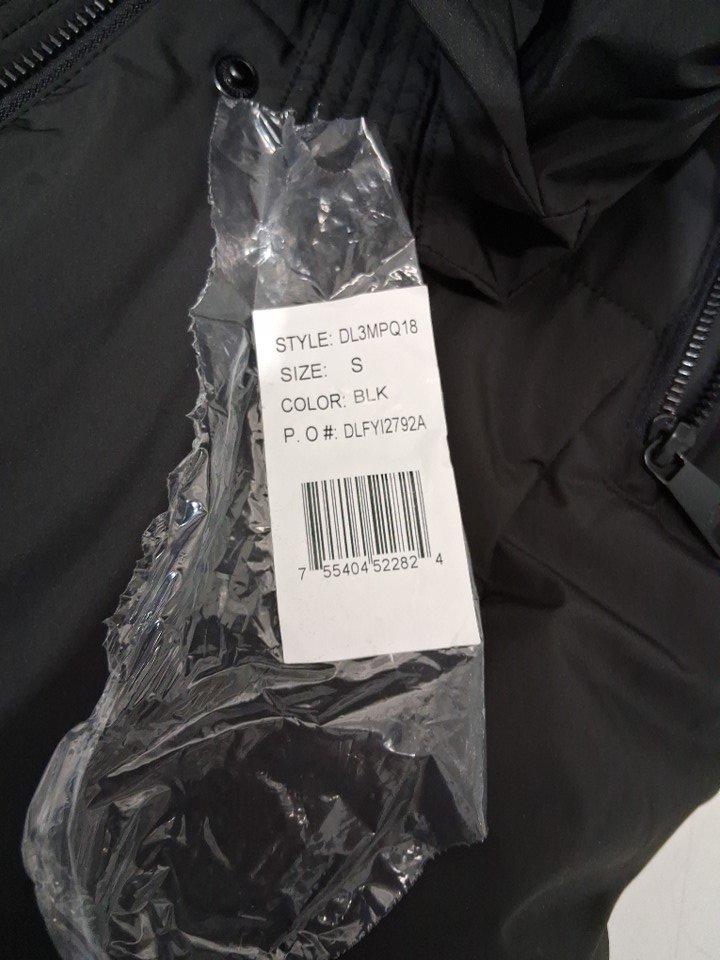 STYLE: DL3MPQ18
SIZE: S
COLOR: BLK
P. O #: DLFYI2792A
7 55404 52282 4